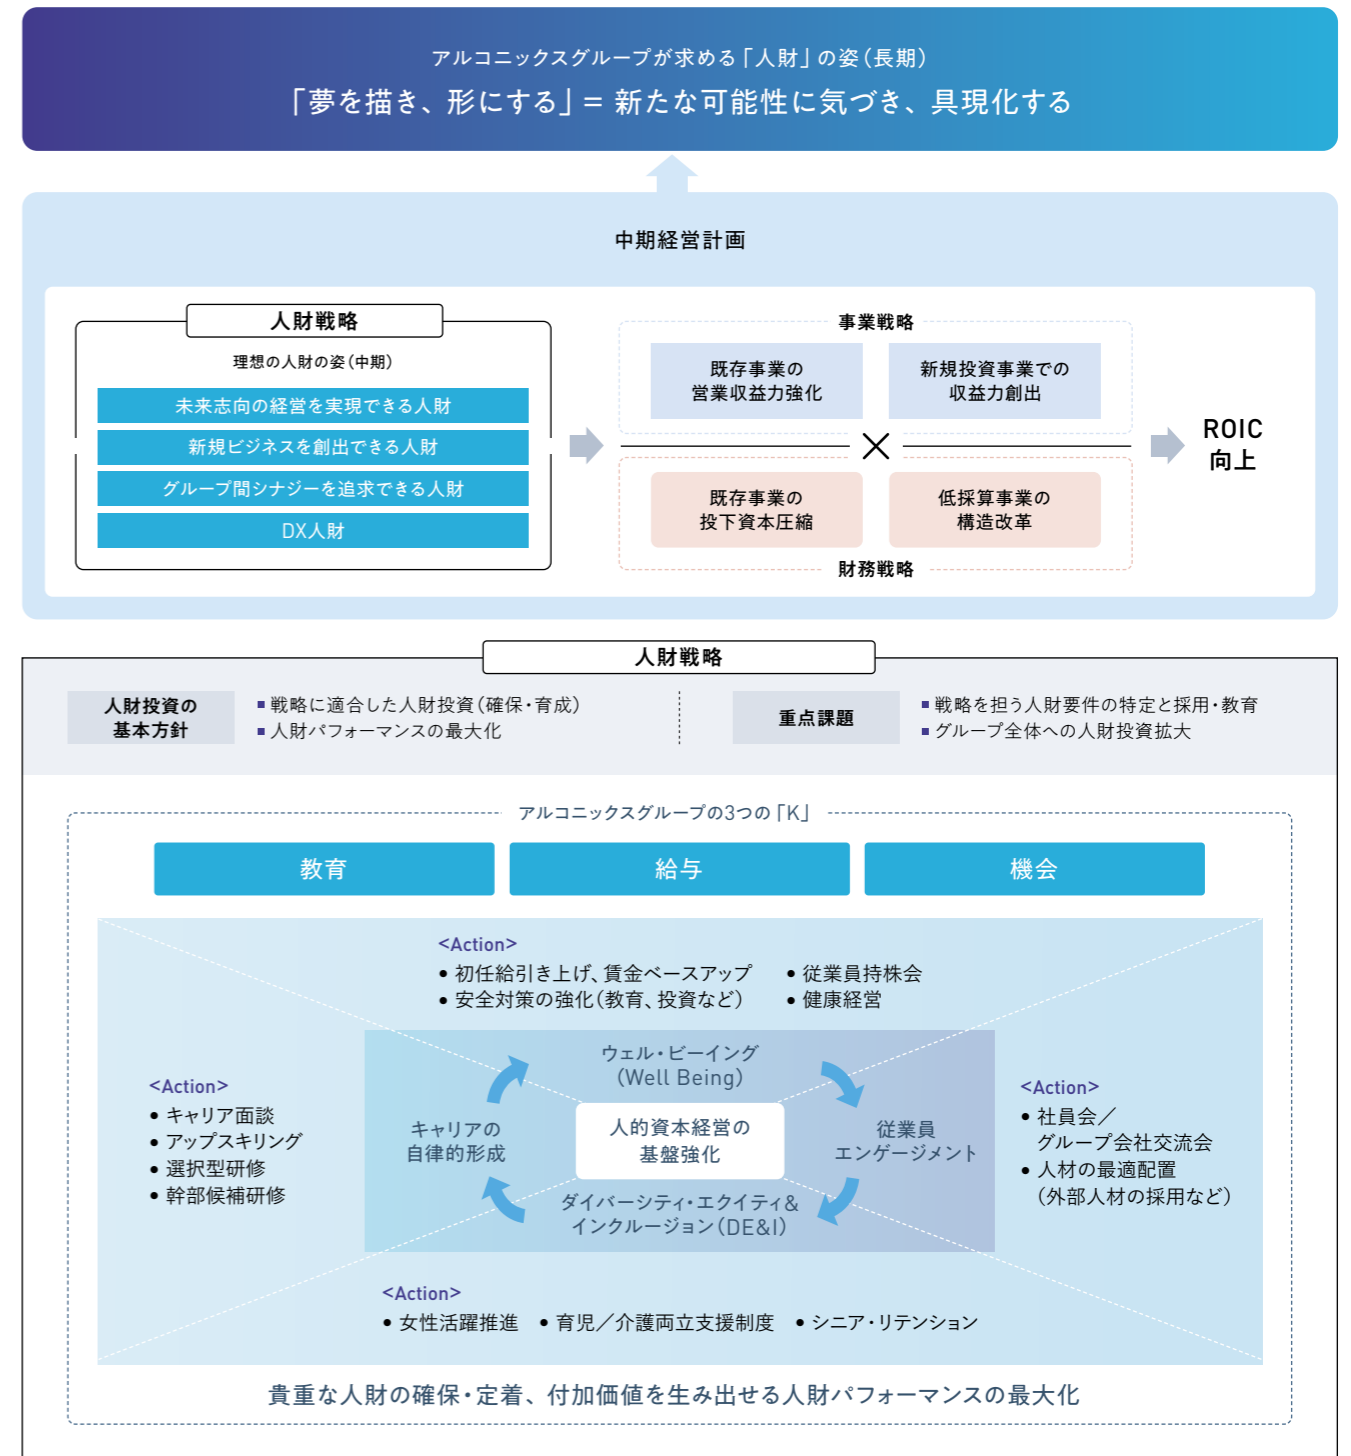 アルコニックスグループが求める「人財」の姿（長期）
「夢を描き、形にする」＝ 新たな可能性に気づき、具現化する
中期経営計画
人財戦略
理想の人財の姿（中期）
未来志向の経営を実現できる人財
新規ビジネスを創出できる人財
グループ間シナジーを追求できる人財
DX人財
事業戦略
既存事業の
営業収益力強化
新規投資事業での
収益力創出
×
既存事業の
投下資本圧縮
低採算事業の
構造改革
財務戦略
ROIC
向上
人財戦略
人財投資の
基本方針
■ 戦略に適合した人財投資（確保・育成）
■ 人財パフォーマンスの最大化
重点課題
■ 戦略を担う人財要件の特定と採用・教育
■ グループ全体への人財投資拡大
アルコニックスグループの3つの「K」
教育
給与
機会
<Action>
● 初任給引き上げ、賃金ベースアップ
● 安全対策の強化（教育、投資など）
● 従業員持株会
● 健康経営
<Action>
● キャリア面談
● アップスキリング
● 選択型研修
● 幹部候補研修
ウェル・ビーイング
（Well Being）
キャリアの
自律的形成
人的資本経営の
基盤強化
従業員
エンゲージメント
ダイバーシティ・エクイティ＆
インクルージョン（DE&I）
<Action>
● 社員会／
グループ会社交流会
● 人材の最適配置
（外部人材の採用など）
<Action>
● 女性活躍推進 ● 育児／介護両立支援制度 ● シニア・リテンション
貴重な人財の確保・定着、付加価値を生み出せる人財パフォーマンスの最大化